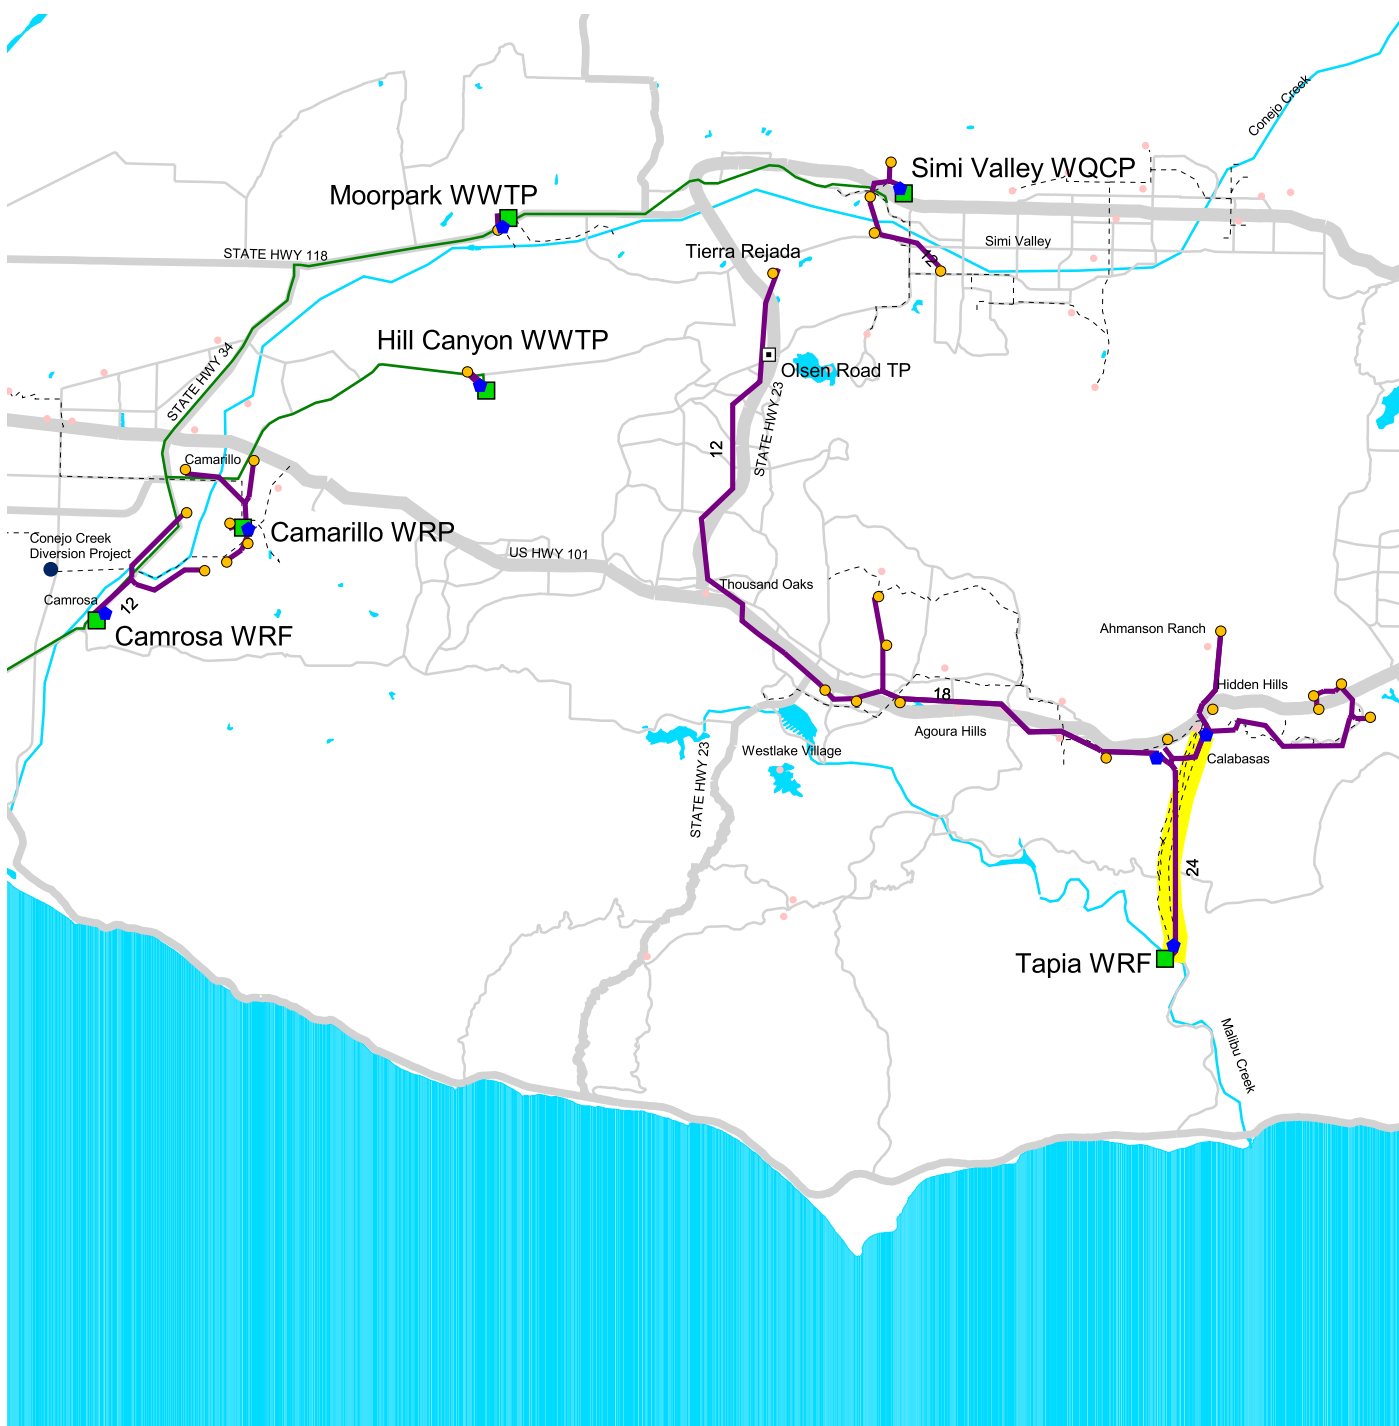 Conejo Creek
Simi Valley WQCP
Moorpark WWTP
Simi Valley
Tierra Rejada
STATE HWY 118
12
Hill Canyon WWTP
Olsen Road TP
STATE HWY 34
STATE HWY 23
12
Camarillo
Camarillo WRP
Conejo Creek
Diversion Project
US HWY 101
Thousand Oaks
Camrosa
12
Camrosa WRF
Ahmanson Ranch
Hidden Hills
18
Agoura Hills
Westlake Village
Calabasas
STATE HWY 23
24
Tapia WRF
Malibu Creek